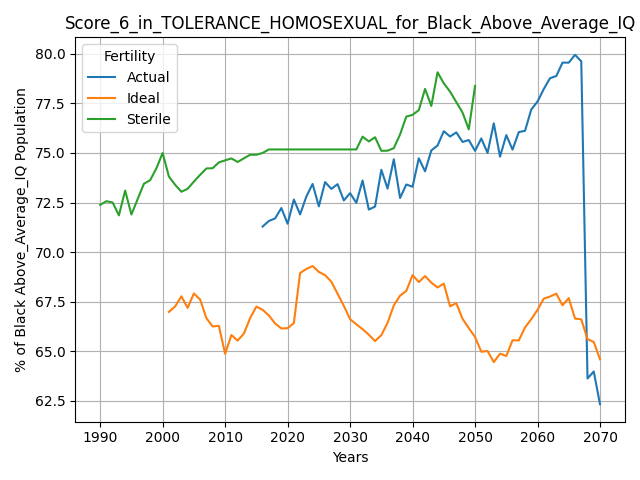 Score_6_in_TOLERANCE_HOMOSEXUAL_for_Black_Above_Average_IQ
Fertility
Actual
Ideal
Sterile
% of Black Above_Average_IQ Population
80.0
77.5
75.0
72.5
70.0
67.5
65.0
62.5
1990 2000 2010 2020 2030 2040 2050 2060 2070
Years